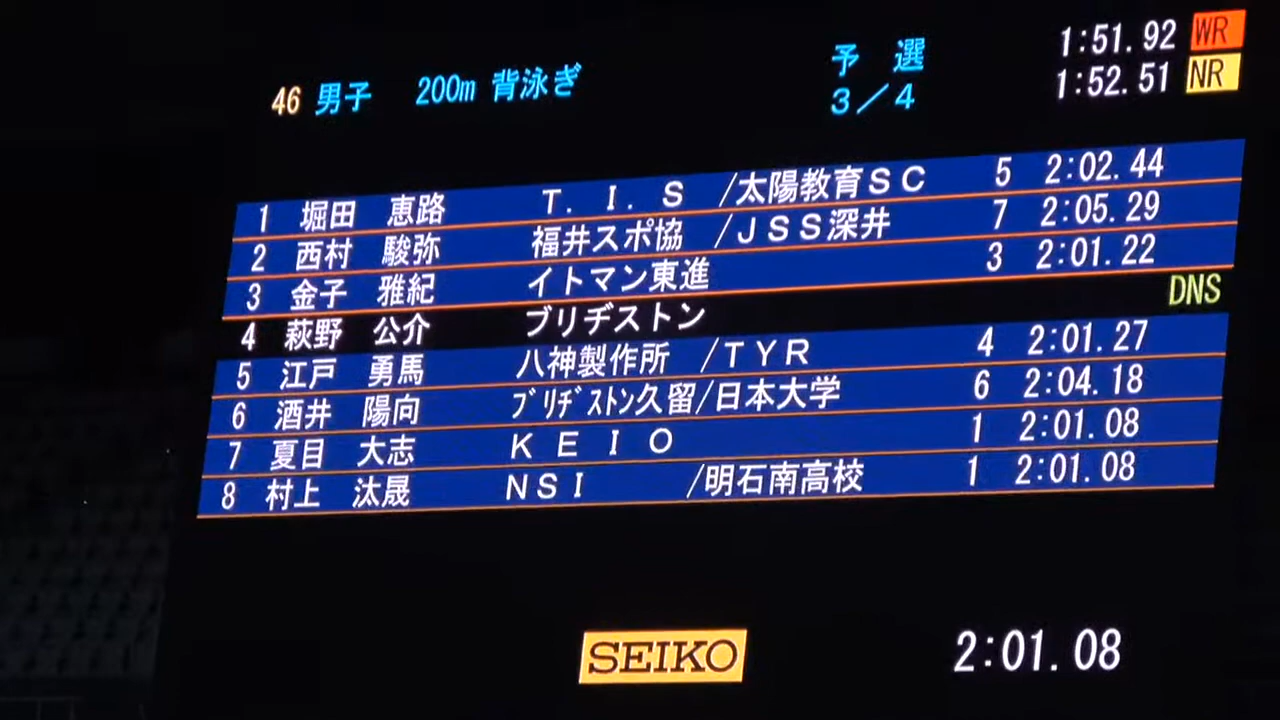 46 男子 200m 背泳ぎ 予 選 1:51.92 WR
3/4 1:52.51 NR
1 堀田 恵路 T.I.S /太陽教育SC 5 2:02.44
2 西村 駿弥 福井スポ協 /JSS深井 7 2:05.29
3 金子 雅紀 イトマン東進 3 2:01.22
4 萩野 公介 ブリヂストン DNS
5 江戸 勇馬 八神製作所 /TYR 4 2:01.27
6 酒井 陽向 ブリヂストン久留/日本大学 6 2:04.18
7 夏目 大志 KEIO 1 2:01.08
8 村上 汰晟 NSI /明石南高校 1 2:01.08
SEIKO 2:01.08